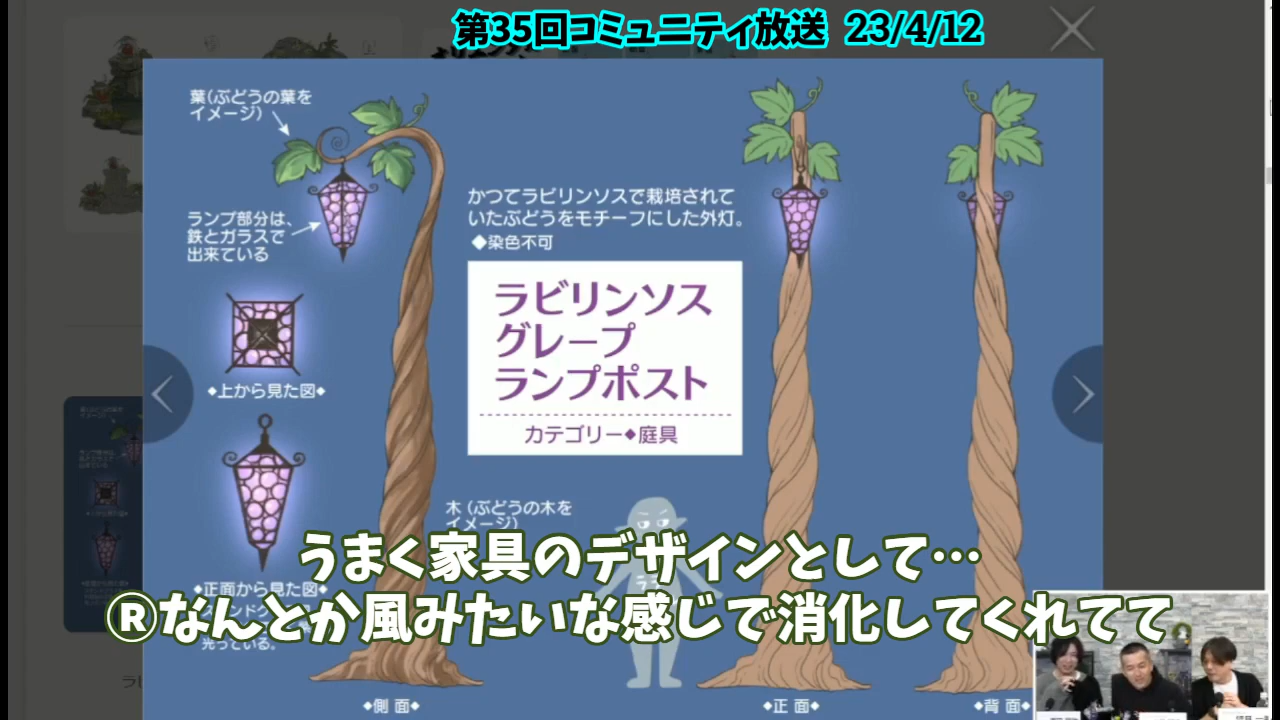 第35回コミュニティ放送 23/4/12
葉(ぶどうの葉を
イメージ)
ランプ部分は、
鉄とガラスで
出来ている
◆上から見た図◆
◆正面から見た図◆
光っている。
かつてラビリンソスで栽培されて
いたぶどうをモチーフにした外灯。
◆染色不可
ラビリンソス
グレープ
ランプポスト
カテゴリー◆庭具
木(ぶどうの木を
イメージ)
うまく家具のデザインとして…
®なんとか風みたいな感じで消化してくれてて
◆側 面◆
◆正 面◆
◆背 面◆